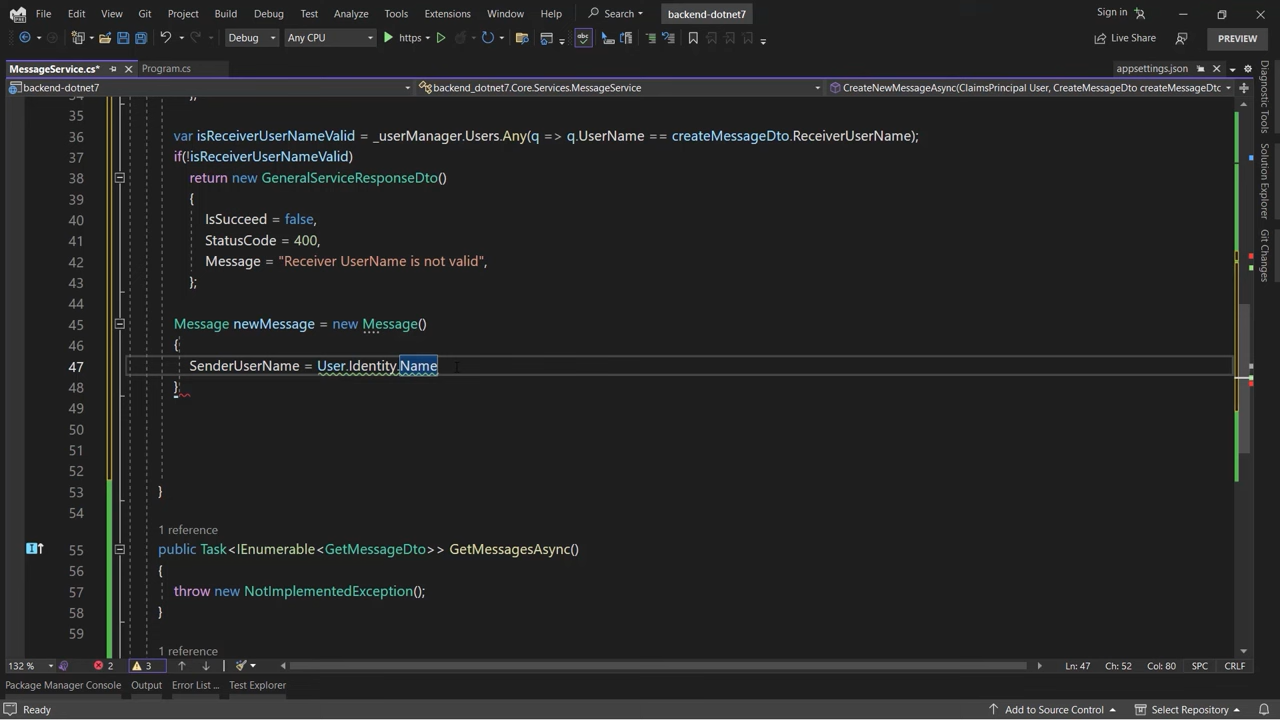 File Edit View Git Project Build Debug Test Analyze Tools Extensions Window Help Search backend-dotnet7 Sign in
PRE Debug Any CPU https abc Live Share PREVIEW
MessageService.cs* Program.cs appsettings.json
backend-dotnet7 backend_dotnet7.Core.Services.MessageService CreateNewMessageAsync(ClaimsPrincipal User, CreateMessageDto createMessageDtc
34 };
35
36 var isReceiverUserNameValid = _userManager.Users.Any(q => q.UserName == createMessageDto.ReceiverUserName);
37 if(!isReceiverUserNameValid)
38 return new GeneralServiceResponseDto()
39 {
40 IsSucceed = false,
41 StatusCode = 400,
42 Message = "Receiver UserName is not valid",
43 };
44
45 Message newMessage = new Message()
46 {
47 SenderUserName = User.Identity.Name
48 }
49
50
51
52
53 }
54
1 reference
55 public Task<IEnumerable<GetMessageDto>> GetMessagesAsync()
56 {
57 throw new NotImplementedException();
58 }
59
1 reference
132 % 2 3 Ln: 47 Ch: 52 Col: 80 SPC CRLF
Package Manager Console Output Error List ... Test Explorer
Ready Add to Source Control Select Repository
Diagnostic Tools
Solution Explorer
Git Changes